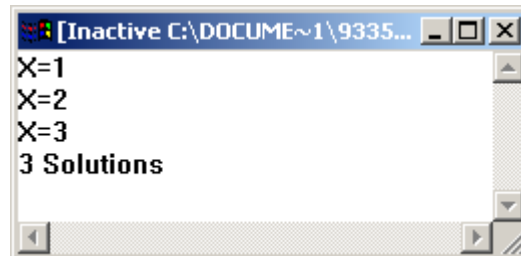 [Inactive C:\DOCUME~1\9335...
X=1
X=2
X=3
3 Solutions